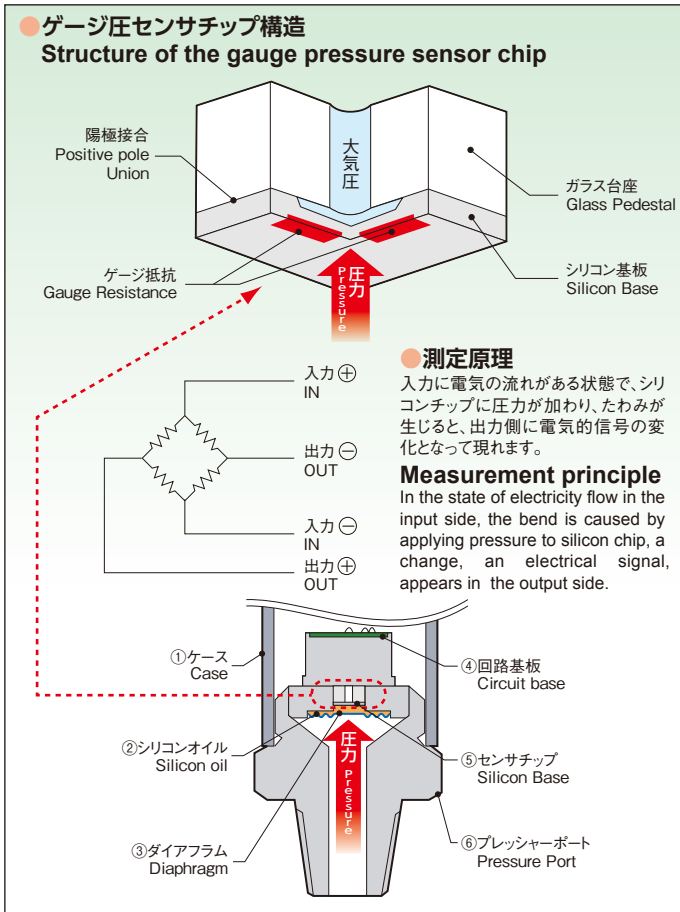 ●ゲージ圧センサチップ構造
Structure of the gauge pressure sensor chip
陽極接合
Positive pole
Union
大気圧
ガラス台座
Glass Pedestal
ゲージ抵抗
Gauge Resistance
圧力
Pressure
シリコン基板
Silicon Base
入力⊕
IN
出力⊖
OUT
入力⊖
IN
出力⊕
OUT
●測定原理
入力に電気の流れがある状態で、シリ
コンチップに圧力が加わり、たわみが
生じると、出力側に電気的信号の変
化となって現れます。
Measurement principle
In the state of electricity flow in the
input side, the bend is caused by
applying pressure to silicon chip, a
change, an electrical signal,
appears in the output side.
①ケース
Case
④回路基板
Circuit base
②シリコンオイル
Silicon oil
圧力
Pressure
⑤センサチップ
Silicon Base
③ダイアフラム
Diaphragm
⑥プレッシャーポート
Pressure Port